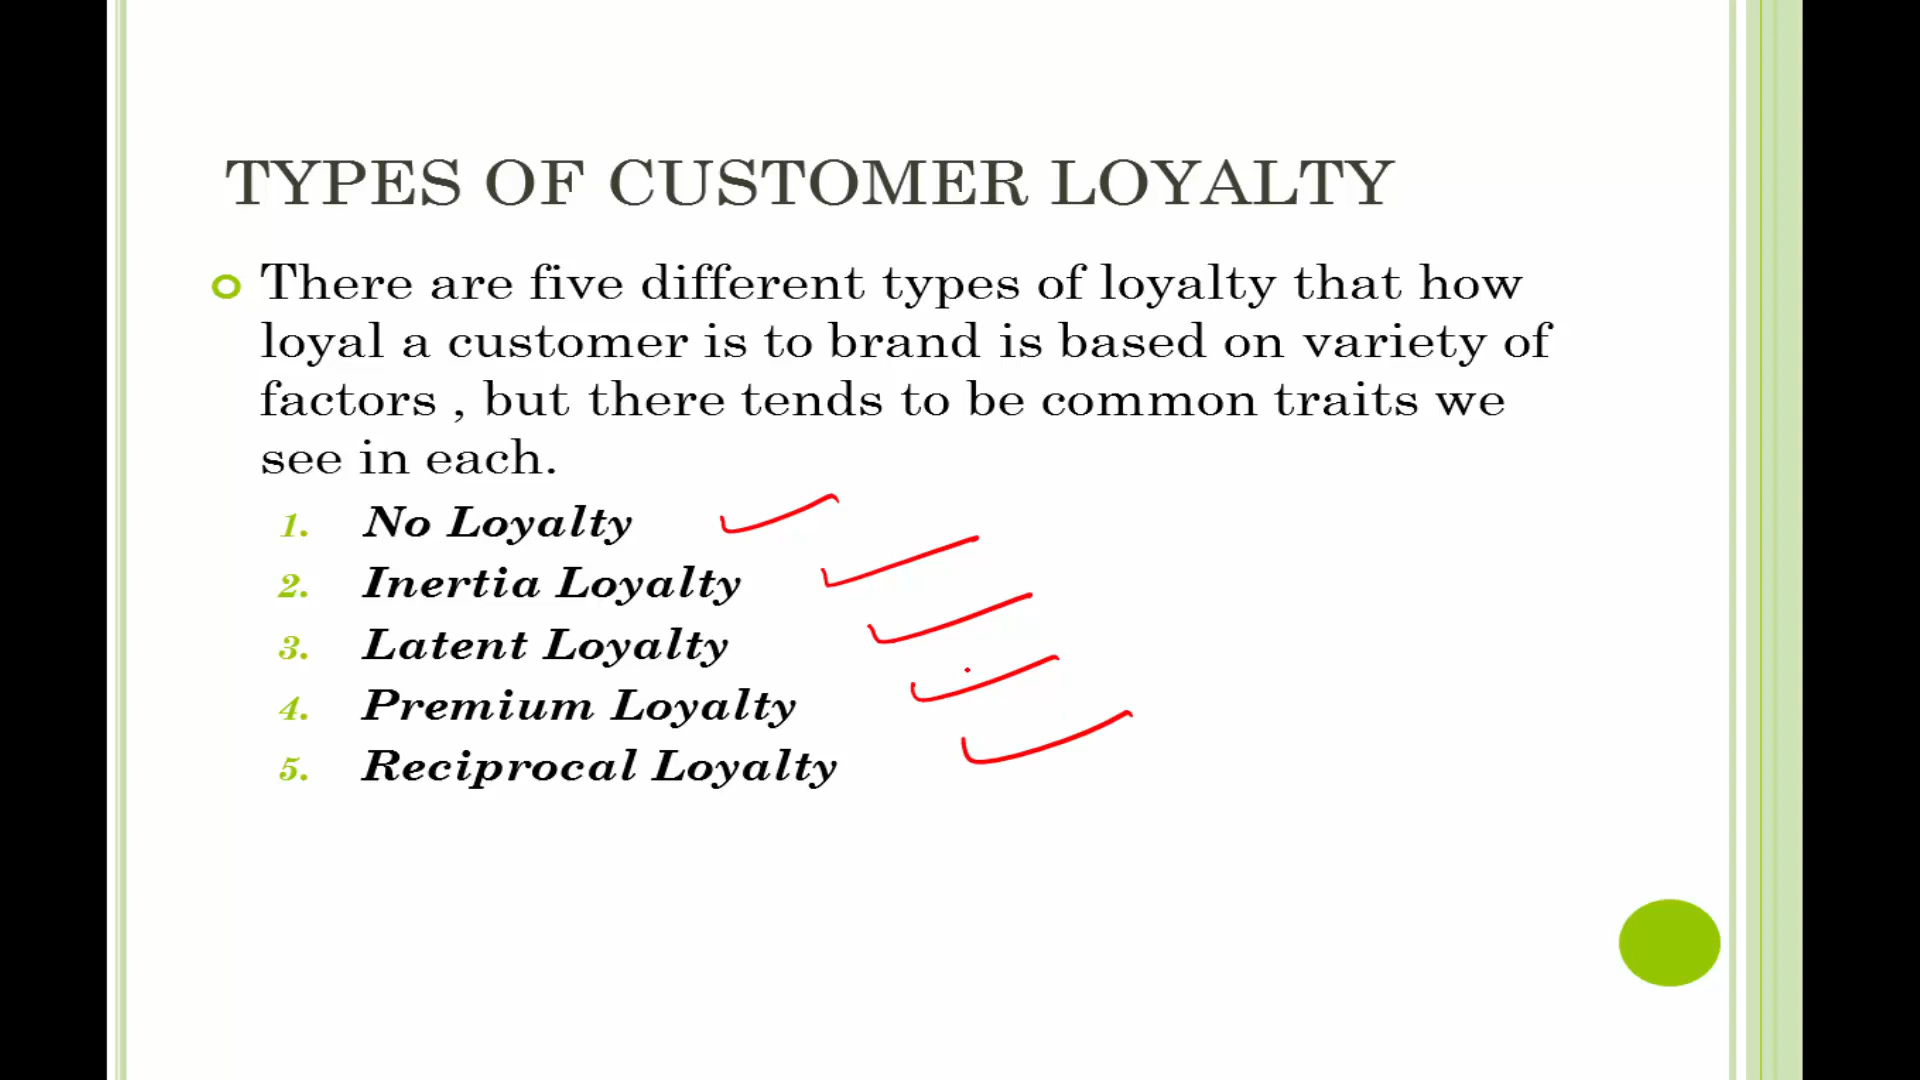 TYPES OF CUSTOMER LOYALTY
There are five different types of loyalty that how
loyal a customer is to brand is based on variety of
factors , but there tends to be common traits we
see in each.
1. No Loyalty
2. Inertia Loyalty
3. Latent Loyalty
4. Premium Loyalty
5. Reciprocal Loyalty